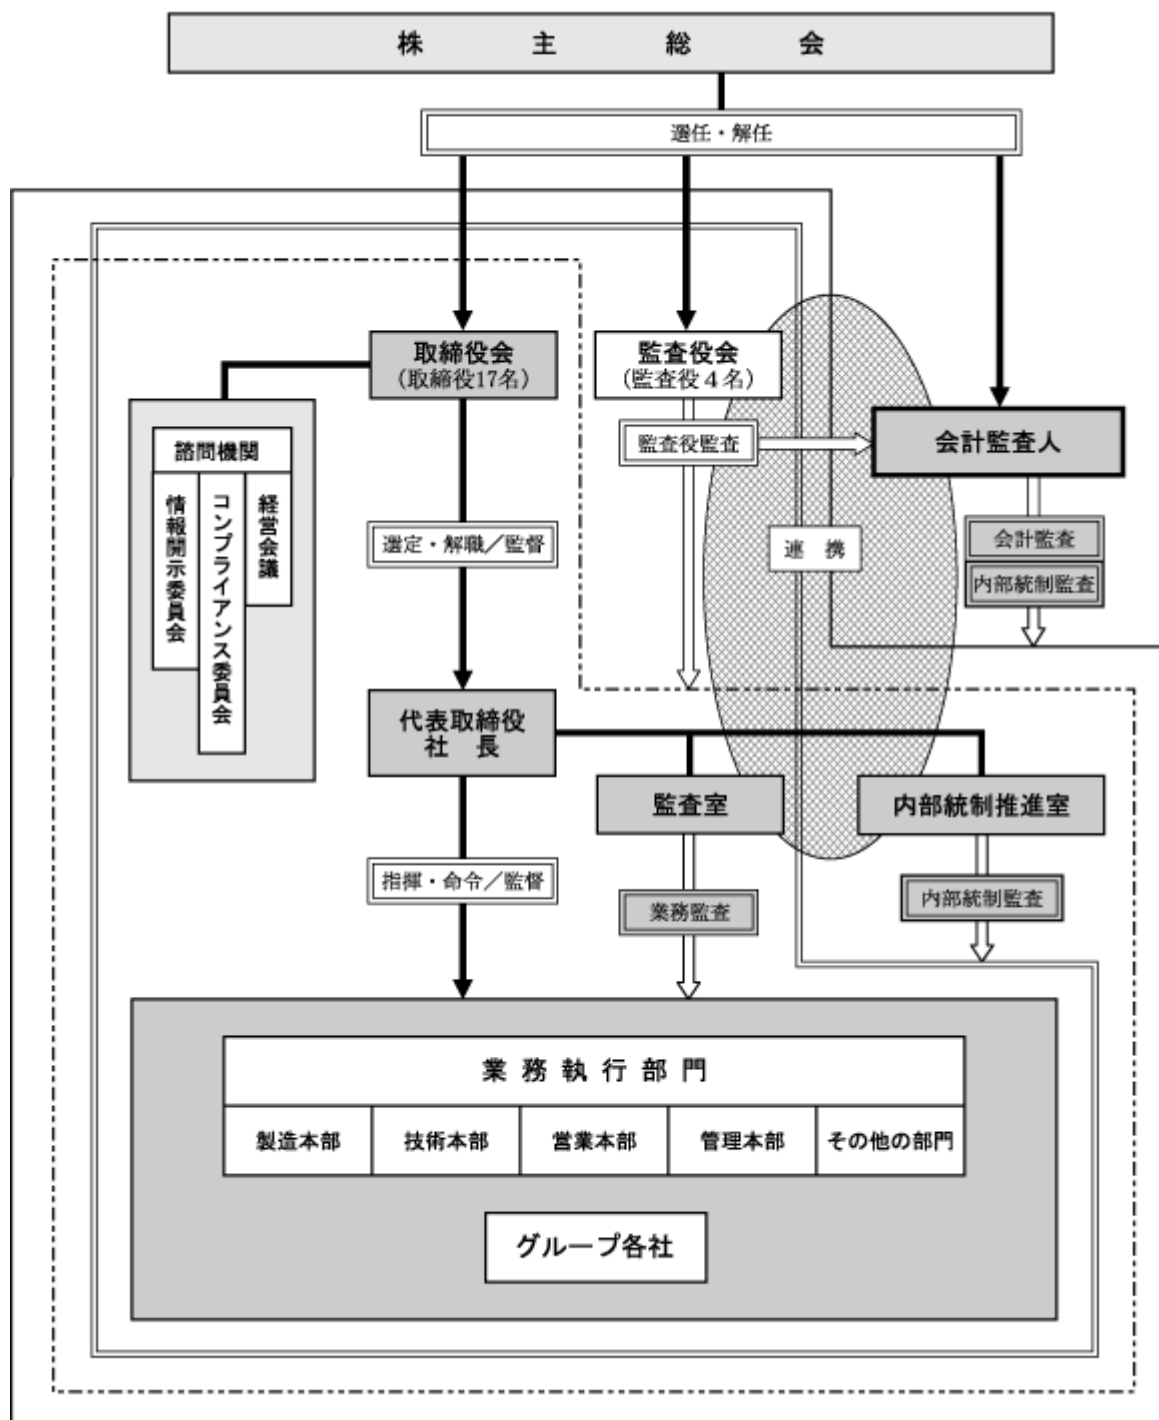 株主総会
選任・解任
取締役会
（取締役17名）
監査役会
（監査役４名）
監査役監査
会計監査人
諮問機関
情報開示委員会
コンプライアンス委員会
経営会議
選定・解職／監督
連携
会計監査
内部統制監査
代表取締役
社長
監査室
内部統制推進室
指揮・命令／監督
業務監査
内部統制監査
業務執行部門
製造本部
技術本部
営業本部
管理本部
その他の部門
グループ各社